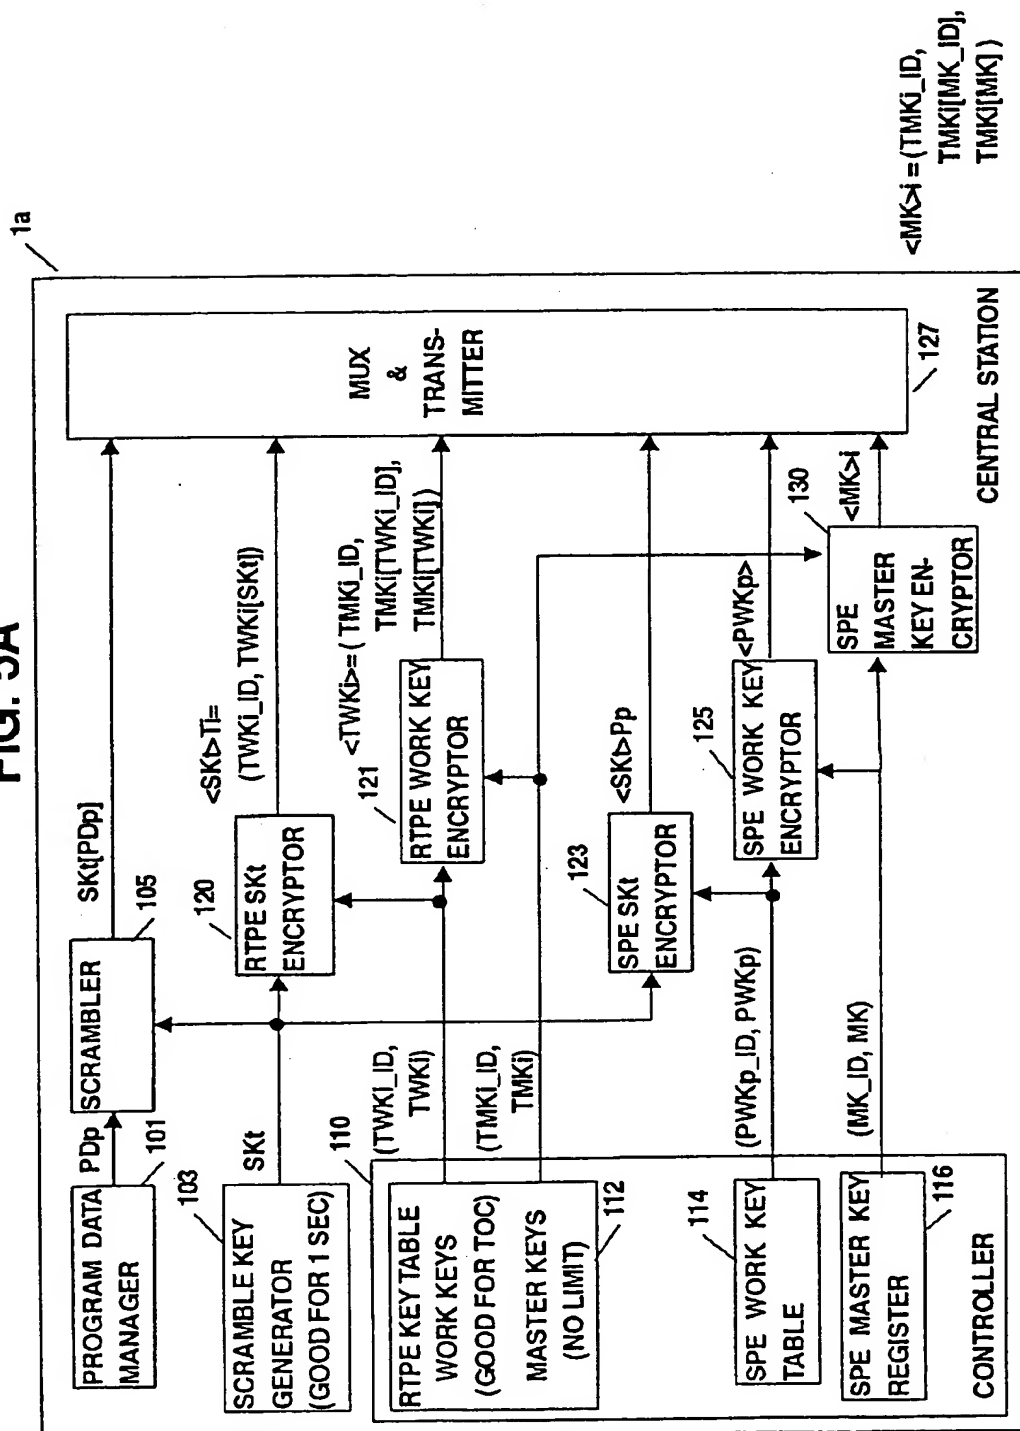 FIG. 5A
1a
PROGRAM DATA
MANAGER
101
PDp
SCRAMBLER
105
SKt[PDp]
SCRAMBLE KEY
GENERATOR
(GOOD FOR 1 SEC)
103
SKt
RTPE SKt
ENCRYPTOR
120
<SKt>Ti=
(TWKi_ID, TWKi[SKt])
110
RTPE KEY TABLE
WORK KEYS
(GOOD FOR TOC)
MASTER KEYS
(NO LIMIT)
112
(TWKi_ID,
TWKi)
(TMKi_ID,
TMKi)
RTPE WORK KEY
ENCRYPTOR
121
<TWKi>=(TMKi_ID,
TMKi[TWKi_ID],
TMKi[TWKi])
SPE SKt
ENCRYPTOR
123
<SKt>Pp
SPE WORK KEY
TABLE
114
(PWKp_ID, PWKp)
SPE WORK KEY
ENCRYPTOR
125
<PWKp>
SPE MASTER KEY
REGISTER
116
(MK_ID, MK)
SPE
MASTER
KEY EN-
CRYPTOR
130
<MK>i
CONTROLLER
MUX
&
TRANS-
MITTER
127
CENTRAL STATION
<MK>i = (TMKi_ID,
TMKi[MK_ID],
TMKi[MK])